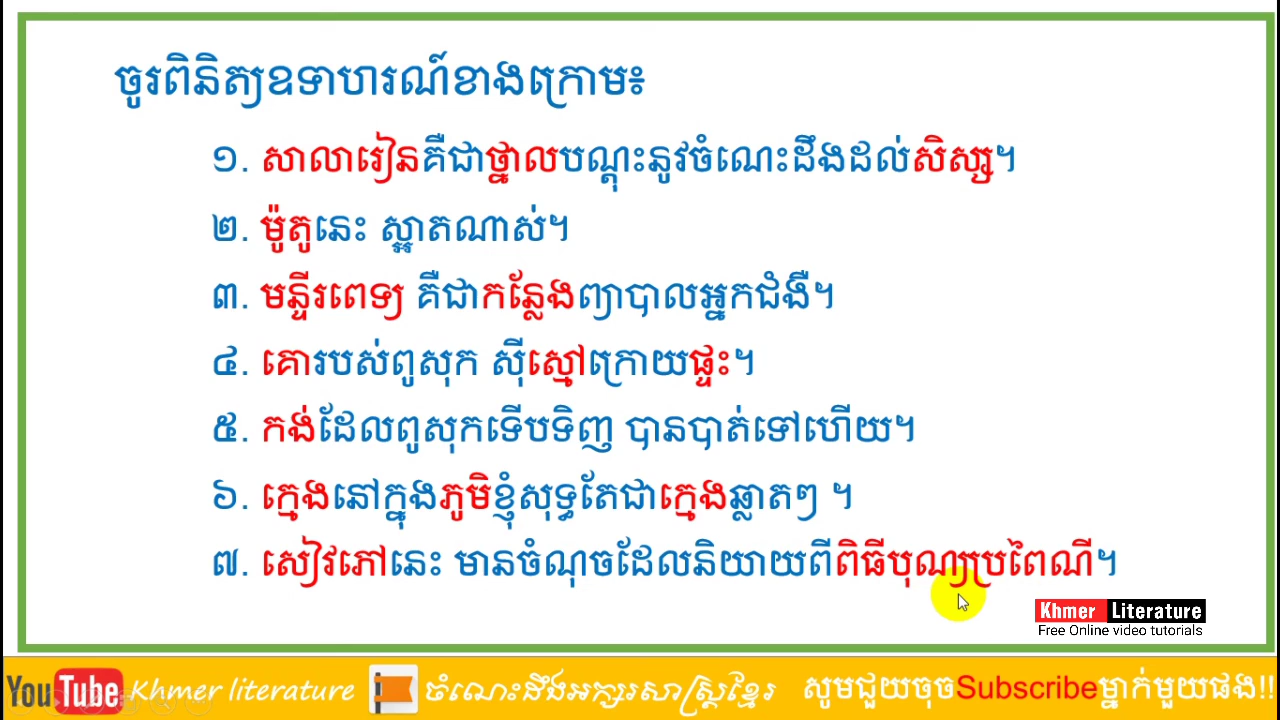 ចូរពិនិត្យឧទាហរណ៍ខាងក្រោម៖
១. សាលារៀនគឺជាថ្នាលបណ្តុះនូវចំណេះដឹងដល់សិស្ស។
២. ម៉ូតូនេះ ស្អាតណាស់។
៣. មន្ទីរពេទ្យ គឺជាកន្លែងព្យាបាលអ្នកជំងឺ។
៤. គោរបស់ពូសុក ស៊ីស្មៅក្រោយផ្ទះ។
៥. កង់ដែលពូសុកទើបទិញ បានបាត់ទៅហើយ។
៦. ក្មេងនៅក្នុងភូមិខ្ញុំសុទ្ធតែជាក្មេងឆ្លាតៗ ។
៧. សៀវភៅនេះ មានចំណុចដែលនិយាយពីពិធីបុណ្យប្រពៃណី។
Khmer Literature
Free Online video tutorials
YouTube Khmer literature ចំណេះដឹងអក្សរសាស្ត្រខ្មែរ សូមជួយចុចSubscribeម្នាក់មួយផង!!